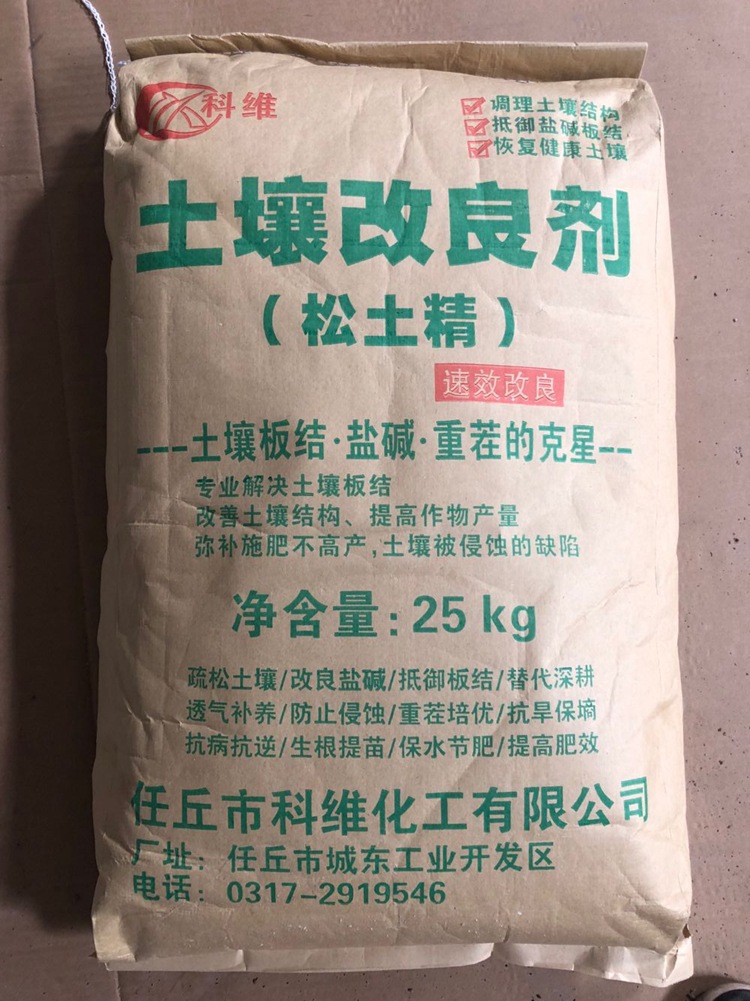 科维
调理土壤结构
抵御盐碱板结
恢复健康土壤
土壤改良剂
(松土精)
速效改良
---土壤板结·盐碱·重茬的克星--
专业解决土壤板结
改善土壤结构、提高作物产量
弥补施肥不高产,土壤被侵蚀的缺陷
净含量:25kg
疏松土壤/改良盐碱/抵御板结/替代深耕
透气补养/防止侵蚀/重茬培优/抗旱保墒
抗病抗逆/生根提苗/保水节肥/提高肥效
任丘市科维化工有限公司
厂址:任丘市城东工业开发区
电话:0317-2919546